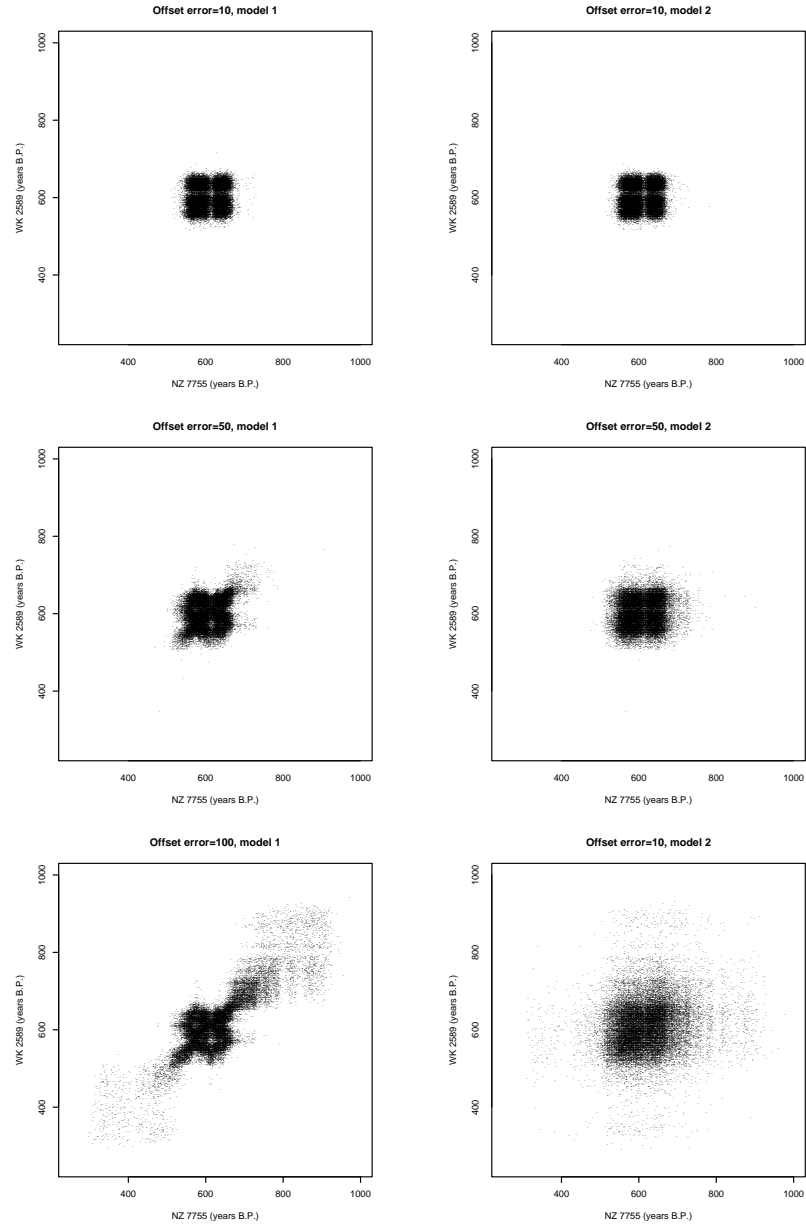 Offset error=10, model 1
WK 2589 (years B.P.)
1000
800
600
400
400 600 800 1000
NZ 7755 (years B.P.)
Offset error=10, model 2
WK 2589 (years B.P.)
1000
800
600
400
400 600 800 1000
NZ 7755 (years B.P.)
Offset error=50, model 1
WK 2589 (years B.P.)
1000
800
600
400
400 600 800 1000
NZ 7755 (years B.P.)
Offset error=50, model 2
WK 2589 (years B.P.)
1000
800
600
400
400 600 800 1000
NZ 7755 (years B.P.)
Offset error=100, model 1
WK 2589 (years B.P.)
1000
800
600
400
400 600 800 1000
NZ 7755 (years B.P.)
Offset error=10, model 2
WK 2589 (years B.P.)
1000
800
600
400
400 600 800 1000
NZ 7755 (years B.P.)